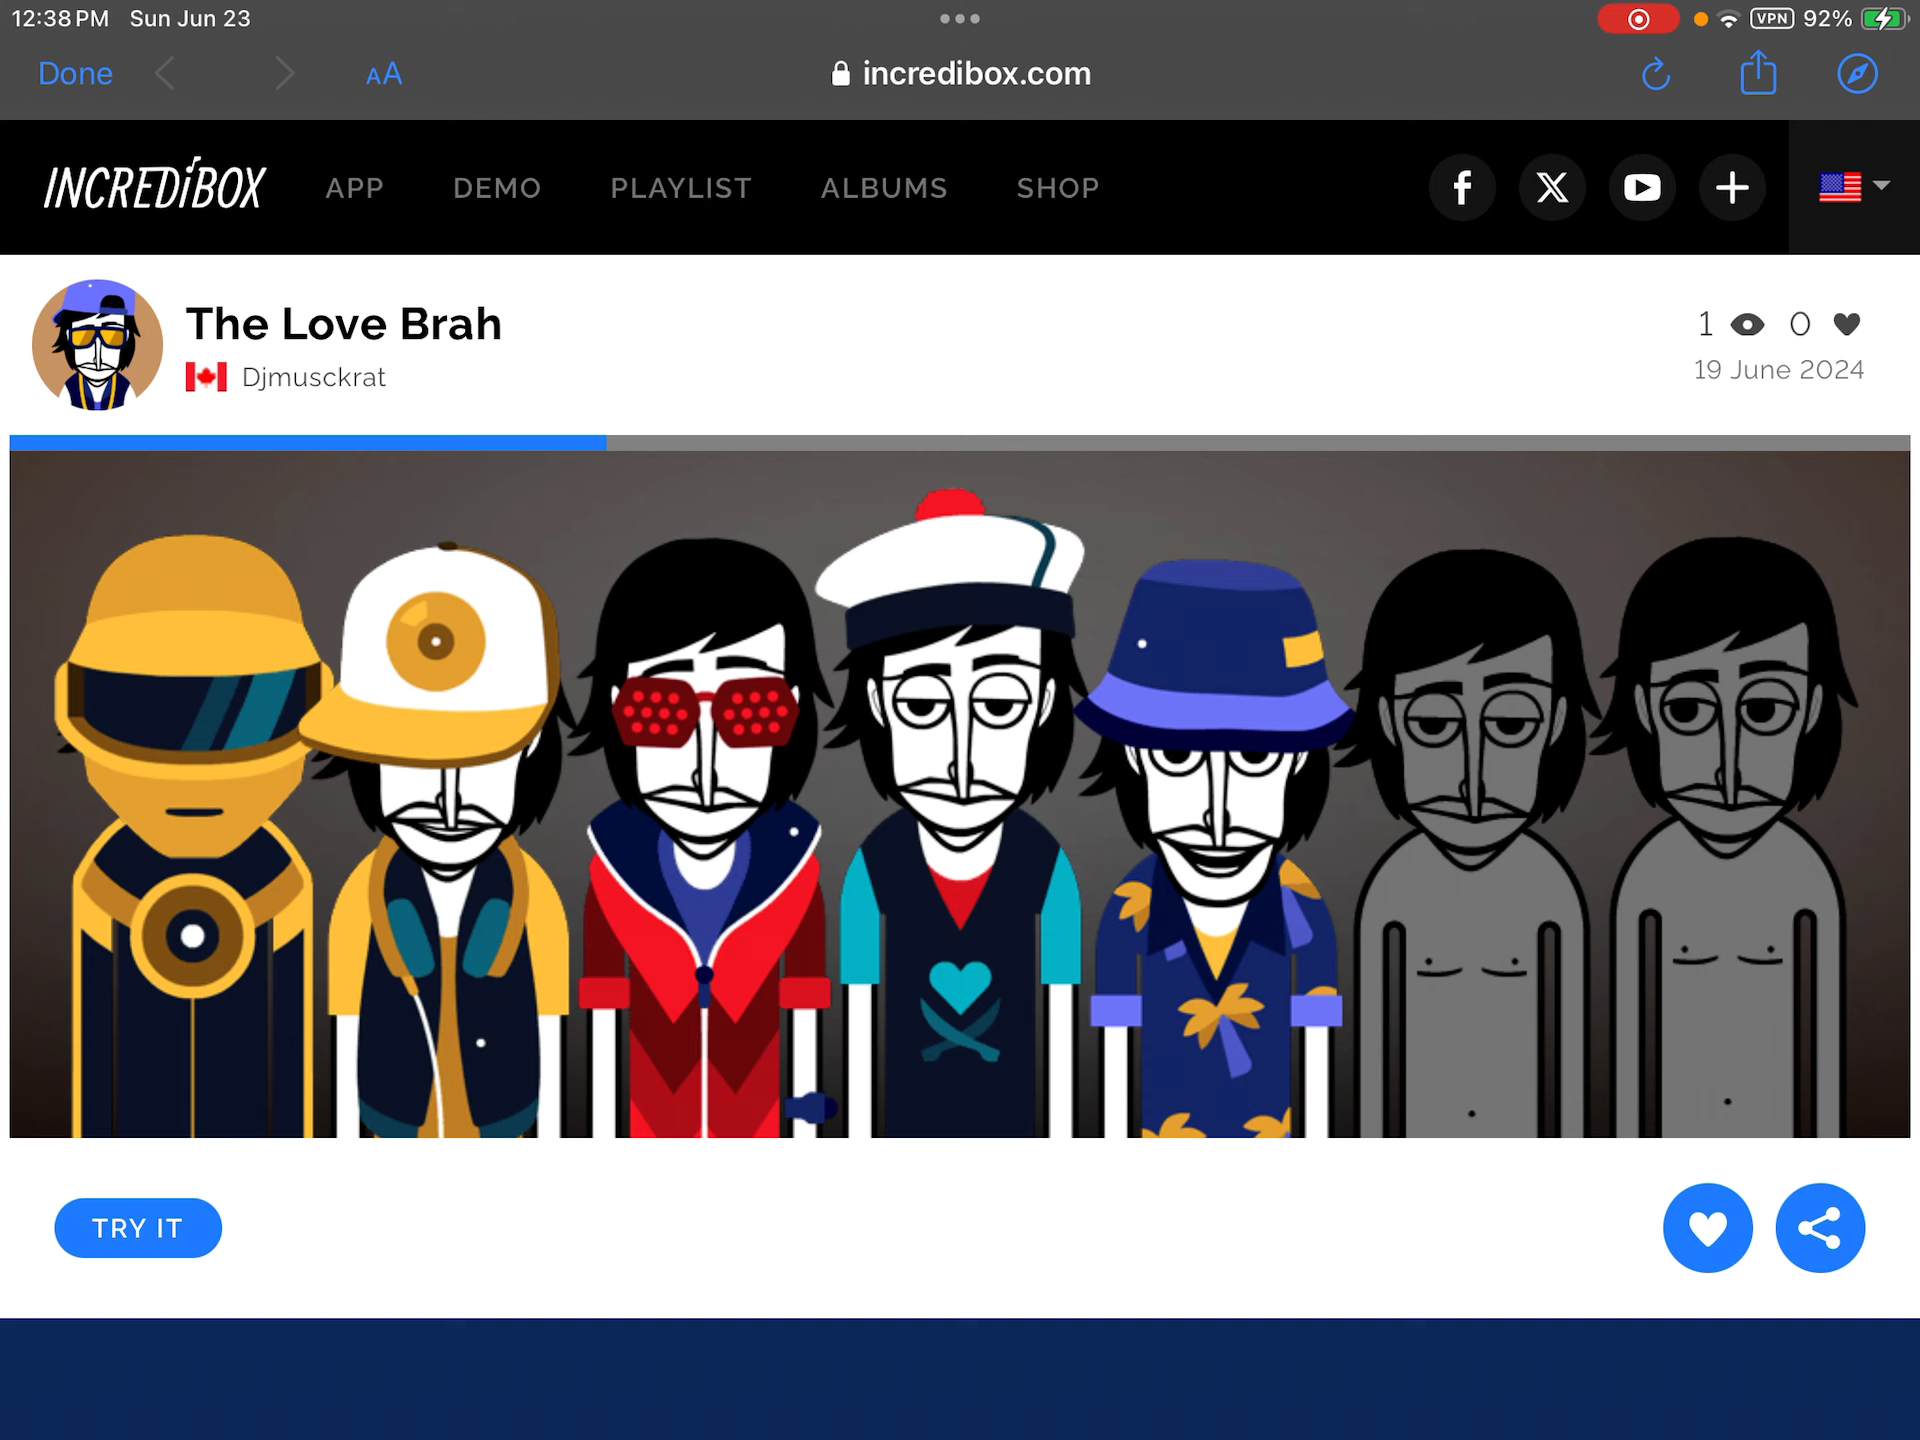 12:38 PM Sun Jun 23
VPN 92%
Done
AA
incredibox.com
INCREDIBOX APP DEMO PLAYLIST ALBUMS SHOP
The Love Brah
1 0
Djmusckrat
19 June 2024
TRY IT